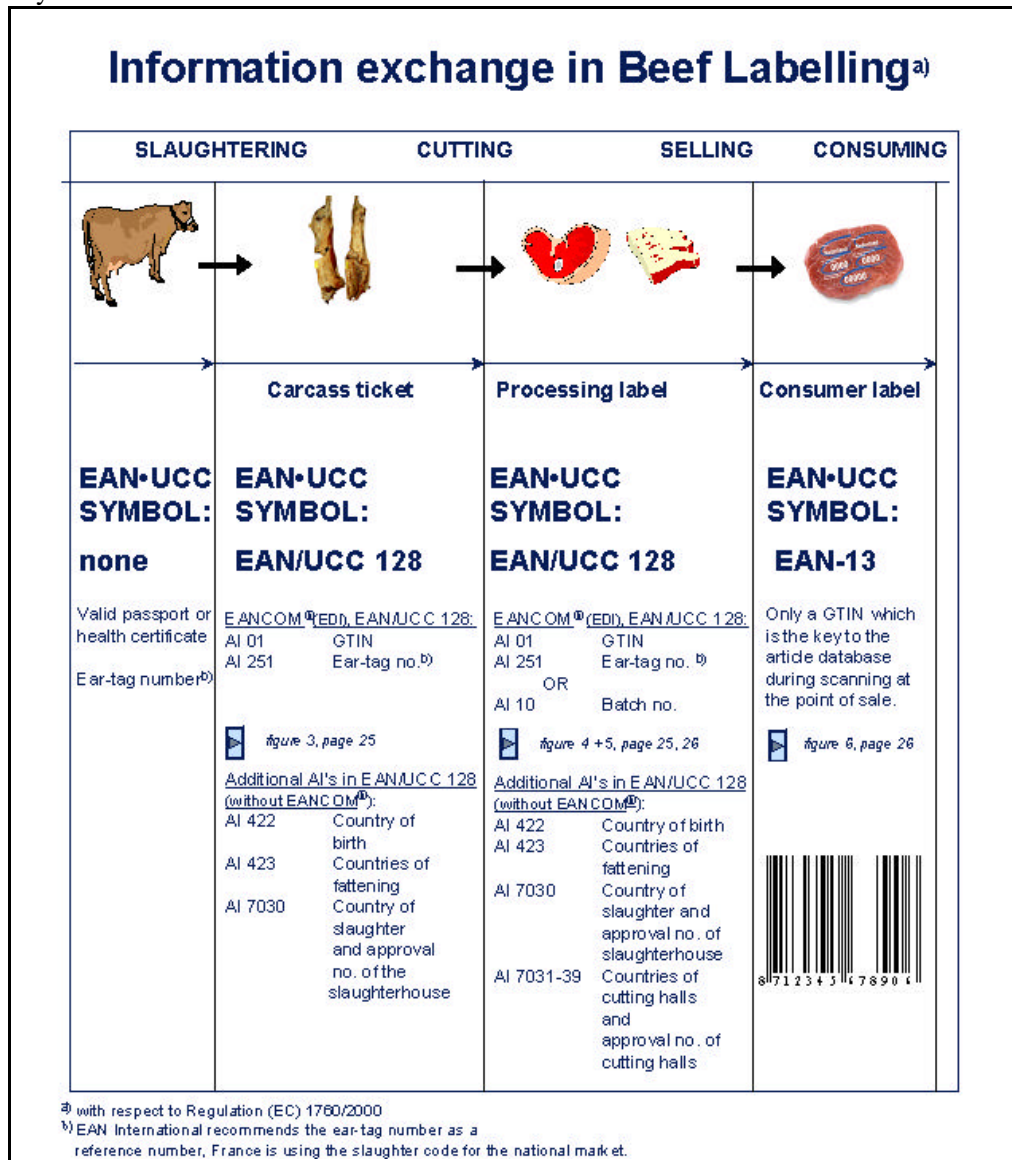 Information exchange in Beef Labelling a)
SLAUGHTERING CUTTING SELLING CONSUMING
Carcass ticket Processing label Consumer label
EAN•UCC
SYMBOL:
none
Valid passport or
health certificate
Ear-tag number b)
EAN•UCC
SYMBOL:
EAN/UCC 128
EANCOM ® (EDI), EAN/UCC 128:
AI 01 GTIN
AI 251 Ear-tag no. b)
figure 3, page 25
Additional AI's in EAN/UCC 128
(without EANCOM ®):
AI 422 Country of
birth
AI 423 Countries of
fattening
AI 7030 Country of
slaughter
and approval
no. of the
slaughterhouse
EAN•UCC
SYMBOL:
EAN/UCC 128
EANCOM ® (EDI), EAN/UCC 128:
AI 01 GTIN
AI 251 Ear-tag no. b)
OR
AI 10 Batch no.
figure 4 +5, page 25, 26
Additional AI's in EAN/UCC 128
(without EANCOM ®):
AI 422 Country of birth
AI 423 Countries of
fattening
AI 7030 Country of
slaughter and
approval no. of
slaughterhouse
AI 7031-39 Countries of
cutting halls
and
approval no. of
cutting halls
EAN•UCC
SYMBOL:
EAN-13
Only a GTIN which
is the key to the
article database
during scanning at
the point of sale.
figure 6, page 26
8 712345 678906
a) with respect to Regulation (EC) 1760/2000
b) EAN International recommends the ear-tag number as a
reference number, France is using the slaughter code for the national market.